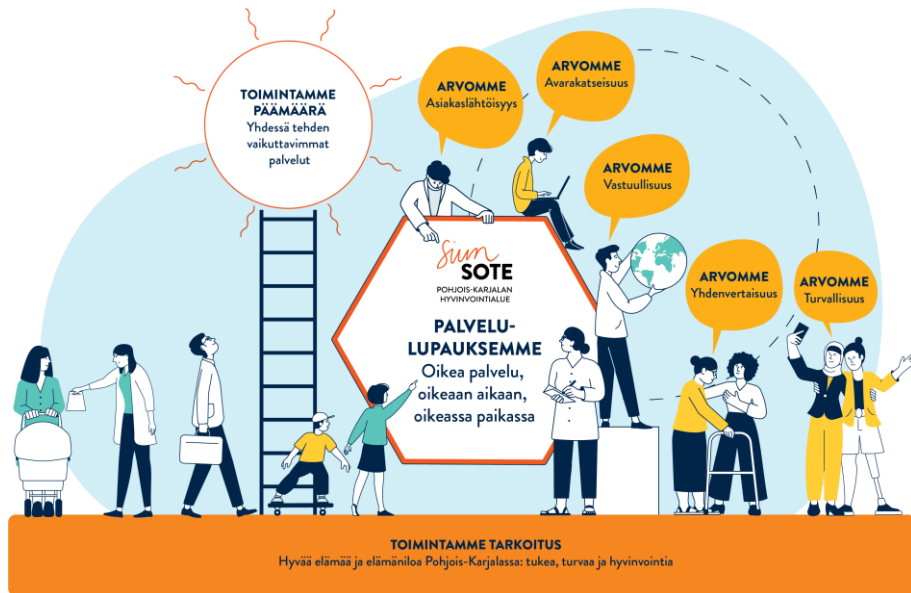 TOIMINTAMME
PÄÄMÄÄRÄ
Yhdessä tehden
vaikuttavimmat
palvelut
ARVOMME
Asiakaslähtöisyys
ARVOMME
Avarakatseisuus
ARVOMME
Vastuullisuus
ARVOMME
Yhdenvertaisuus
ARVOMME
Turvallisuus
Siun
SOTE
POHJOIS-KARJALAN
HYVINVOINTIALUE
PALVELU-
LUPAUKSEMME
Oikea palvelu,
oikeaan aikaan,
oikeassa paikassa
TOIMINTAMME TARKOITUS
Hyvää elämää ja elämäniloa Pohjois-Karjalassa: tukea, turvaa ja hyvinvointia